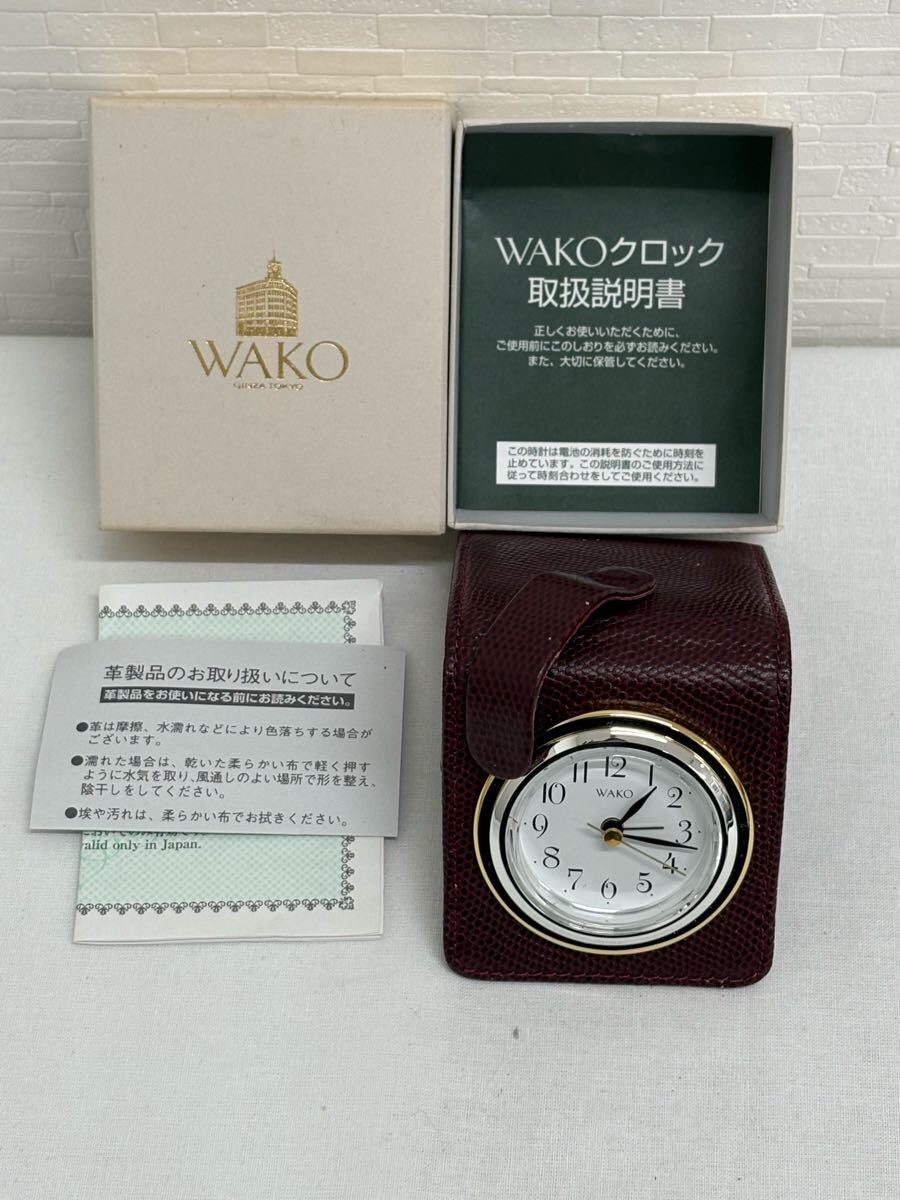 WAKO
GINZA TOKYO
WAKOクロック
取扱説明書
正しくお使いいただくために、
ご使用前にこのしおりを必ずお読みください。
また、大切に保管してください。
この時計は電池の消耗を防ぐために時刻を
止めています。この説明書のご使用方法に
従って時刻合わせをしてご使用ください。
革製品のお取り扱いについて
革製品をお使いになる前にお読みください。
●革は摩擦、水濡れなどにより色落ちする場合が
ございます。
●濡れた場合は、乾いた柔らかい布で軽く押す
ように水気を取り、風通しのよい場所で形を整え、
陰干しをしてください。
●埃や汚れは、柔らかい布でお拭きください。
alid only in Japan.
WAKO
12
1
2
3
4
5
6
7
8
9
10